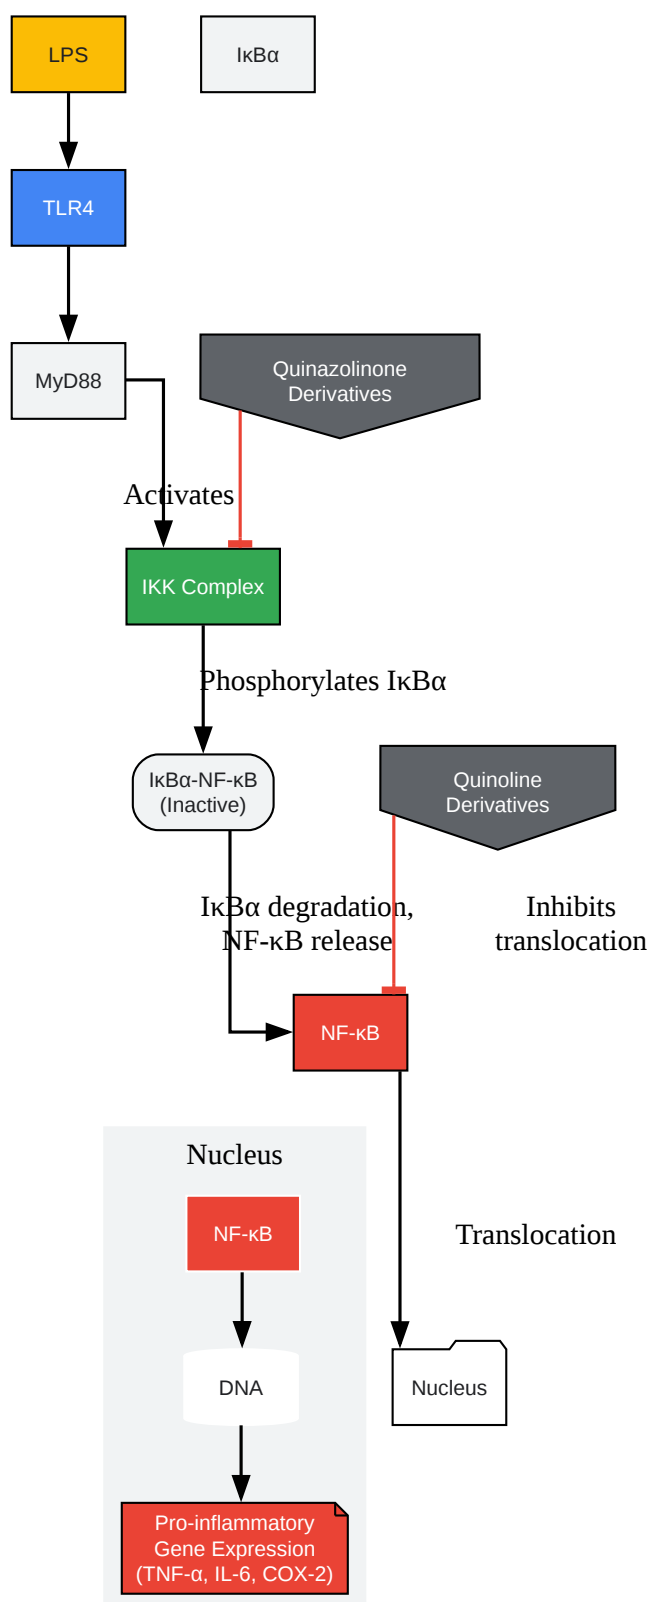 LPS
IκBα
TLR4
MyD88
Quinazolinone
Derivatives
Activates
IKK Complex
Phosphorylates IκBα
IκBα-NF-κB
(Inactive)
Quinoline
Derivatives
IκBα degradation,
NF-κB release
Inhibits
translocation
NF-κB
Nucleus
NF-κB
Translocation
DNA
Nucleus
Pro-inflammatory
Gene Expression
(TNF-α, IL-6, COX-2)